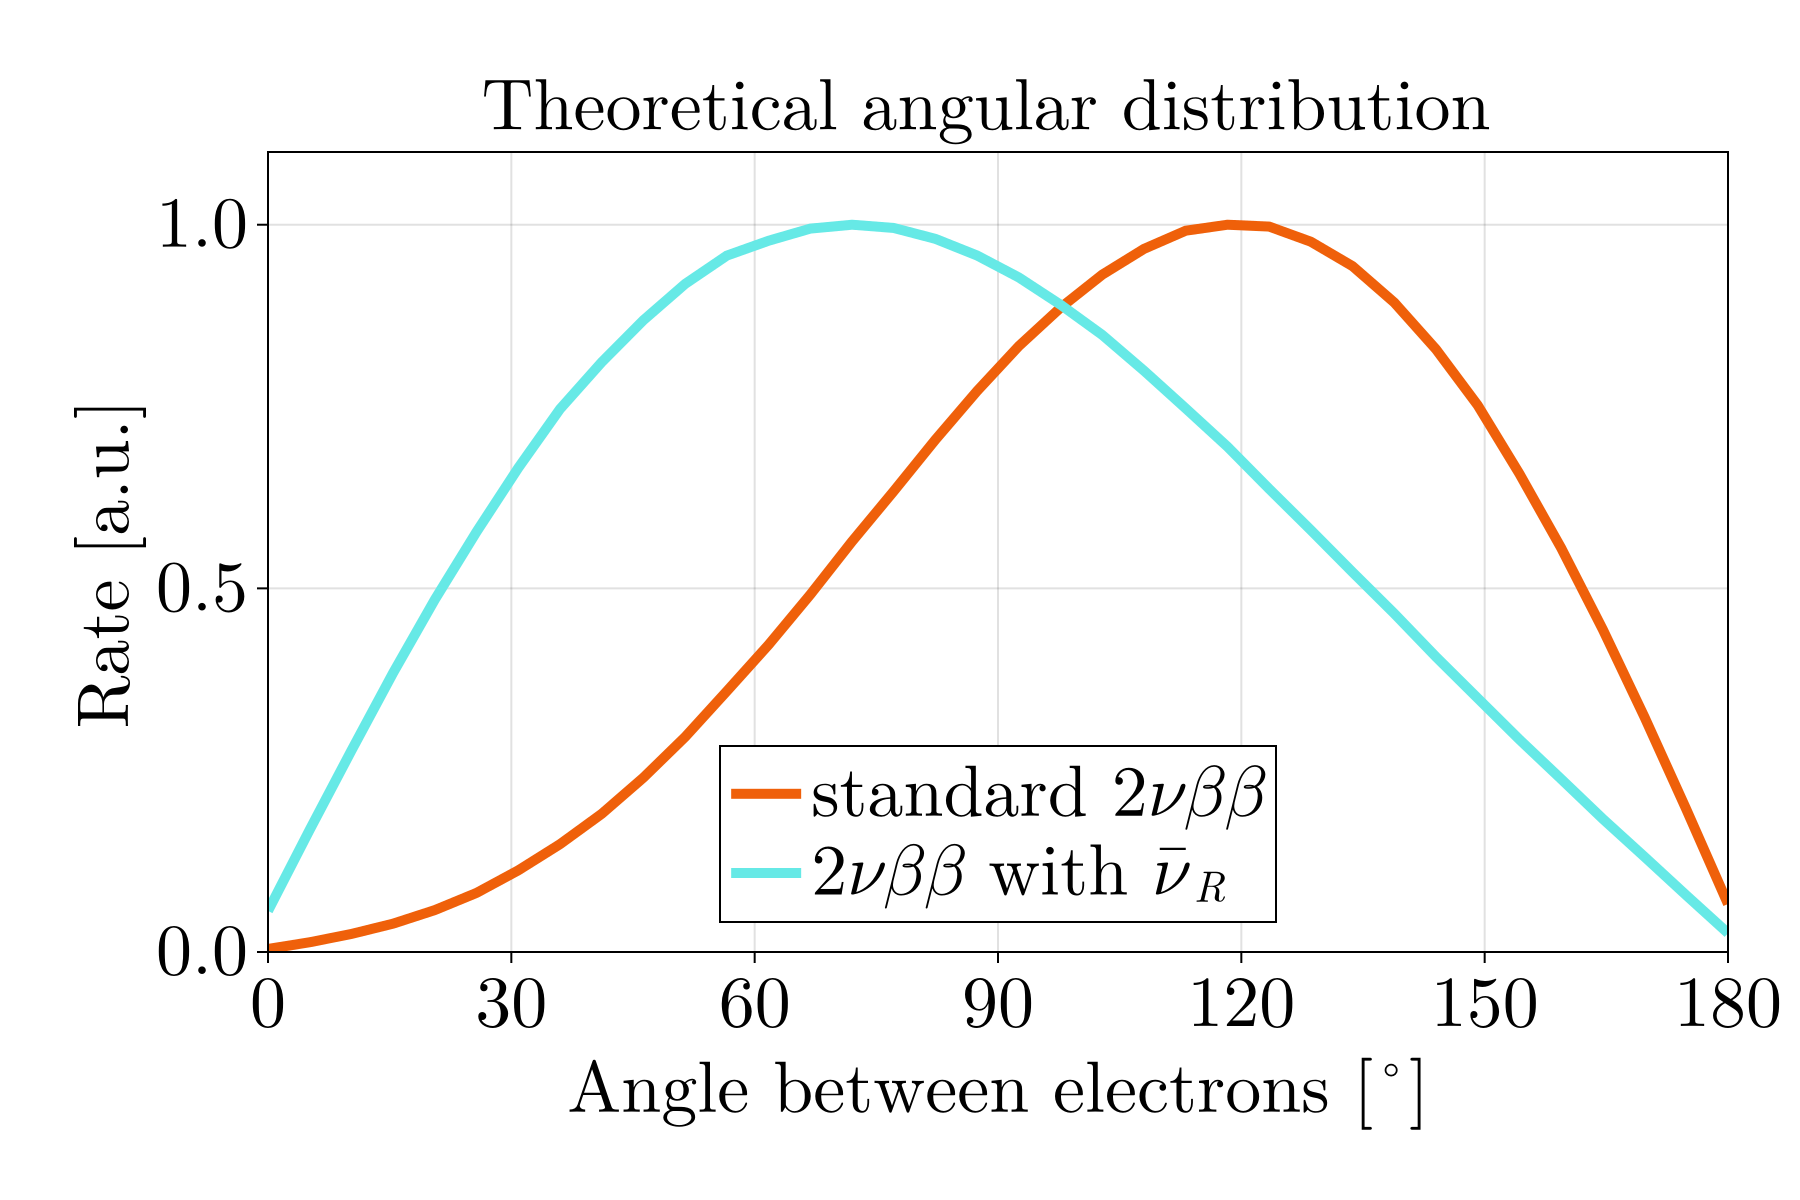 Theoretical angular distribution
Rate [a.u.]
1.0
0.5
0.0
standard 2νββ
2νββ with ν̄_R
0 30 60 90 120 150 180
Angle between electrons [°]